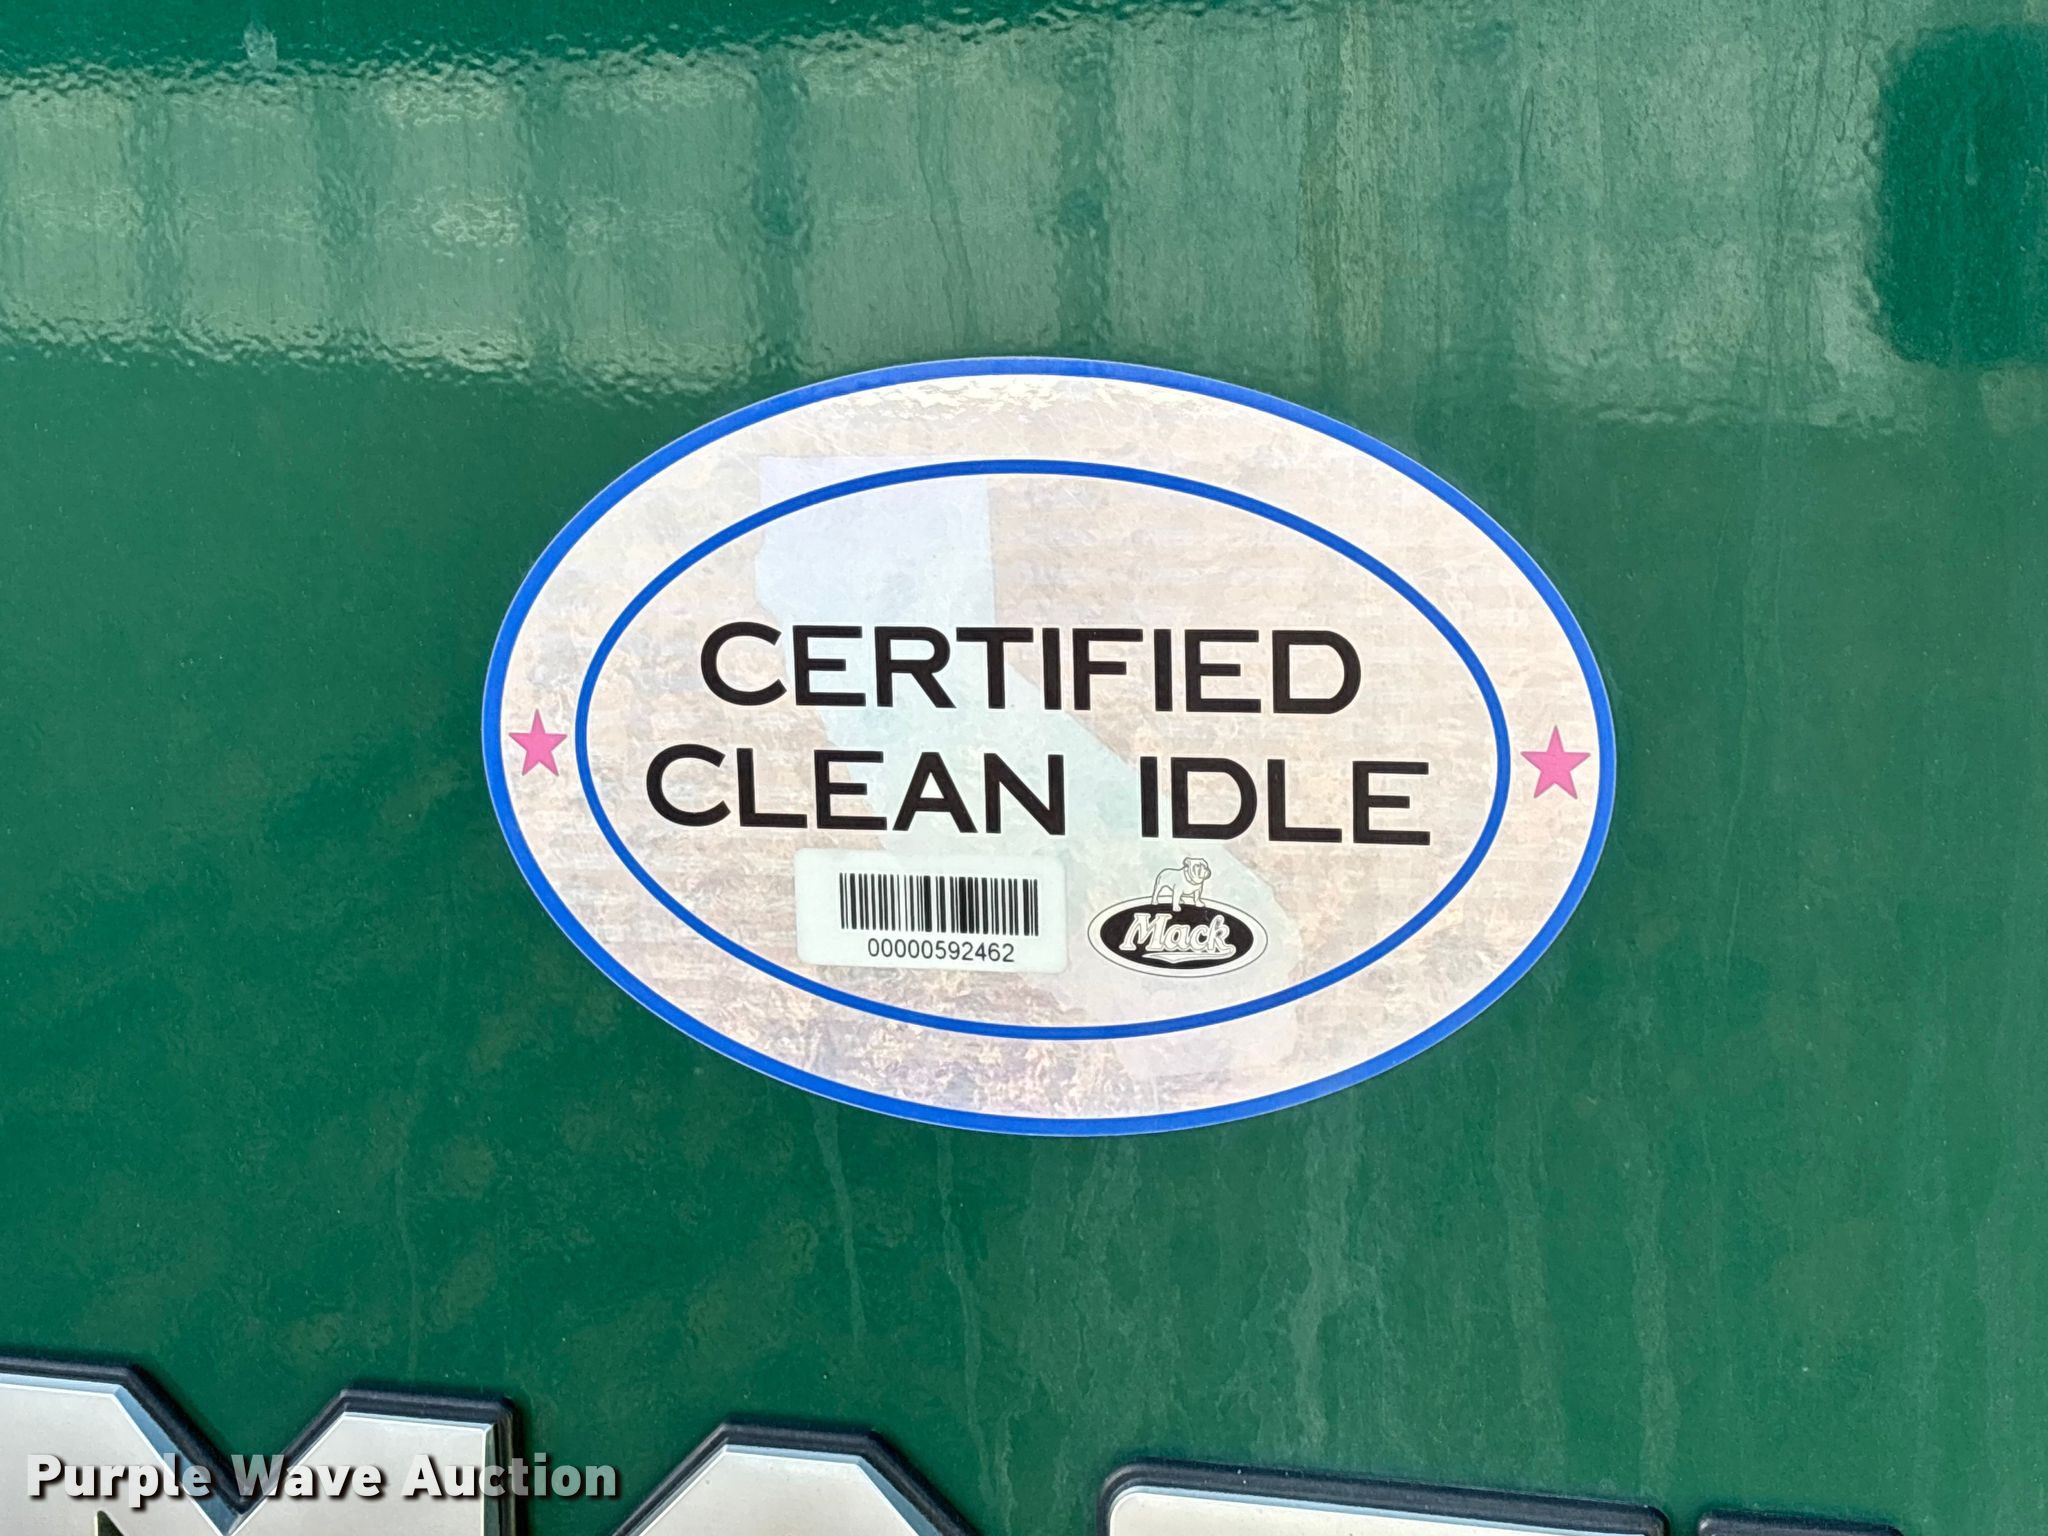 CERTIFIED
CLEAN IDLE
00000592462
Mack
Purple Wave Auction